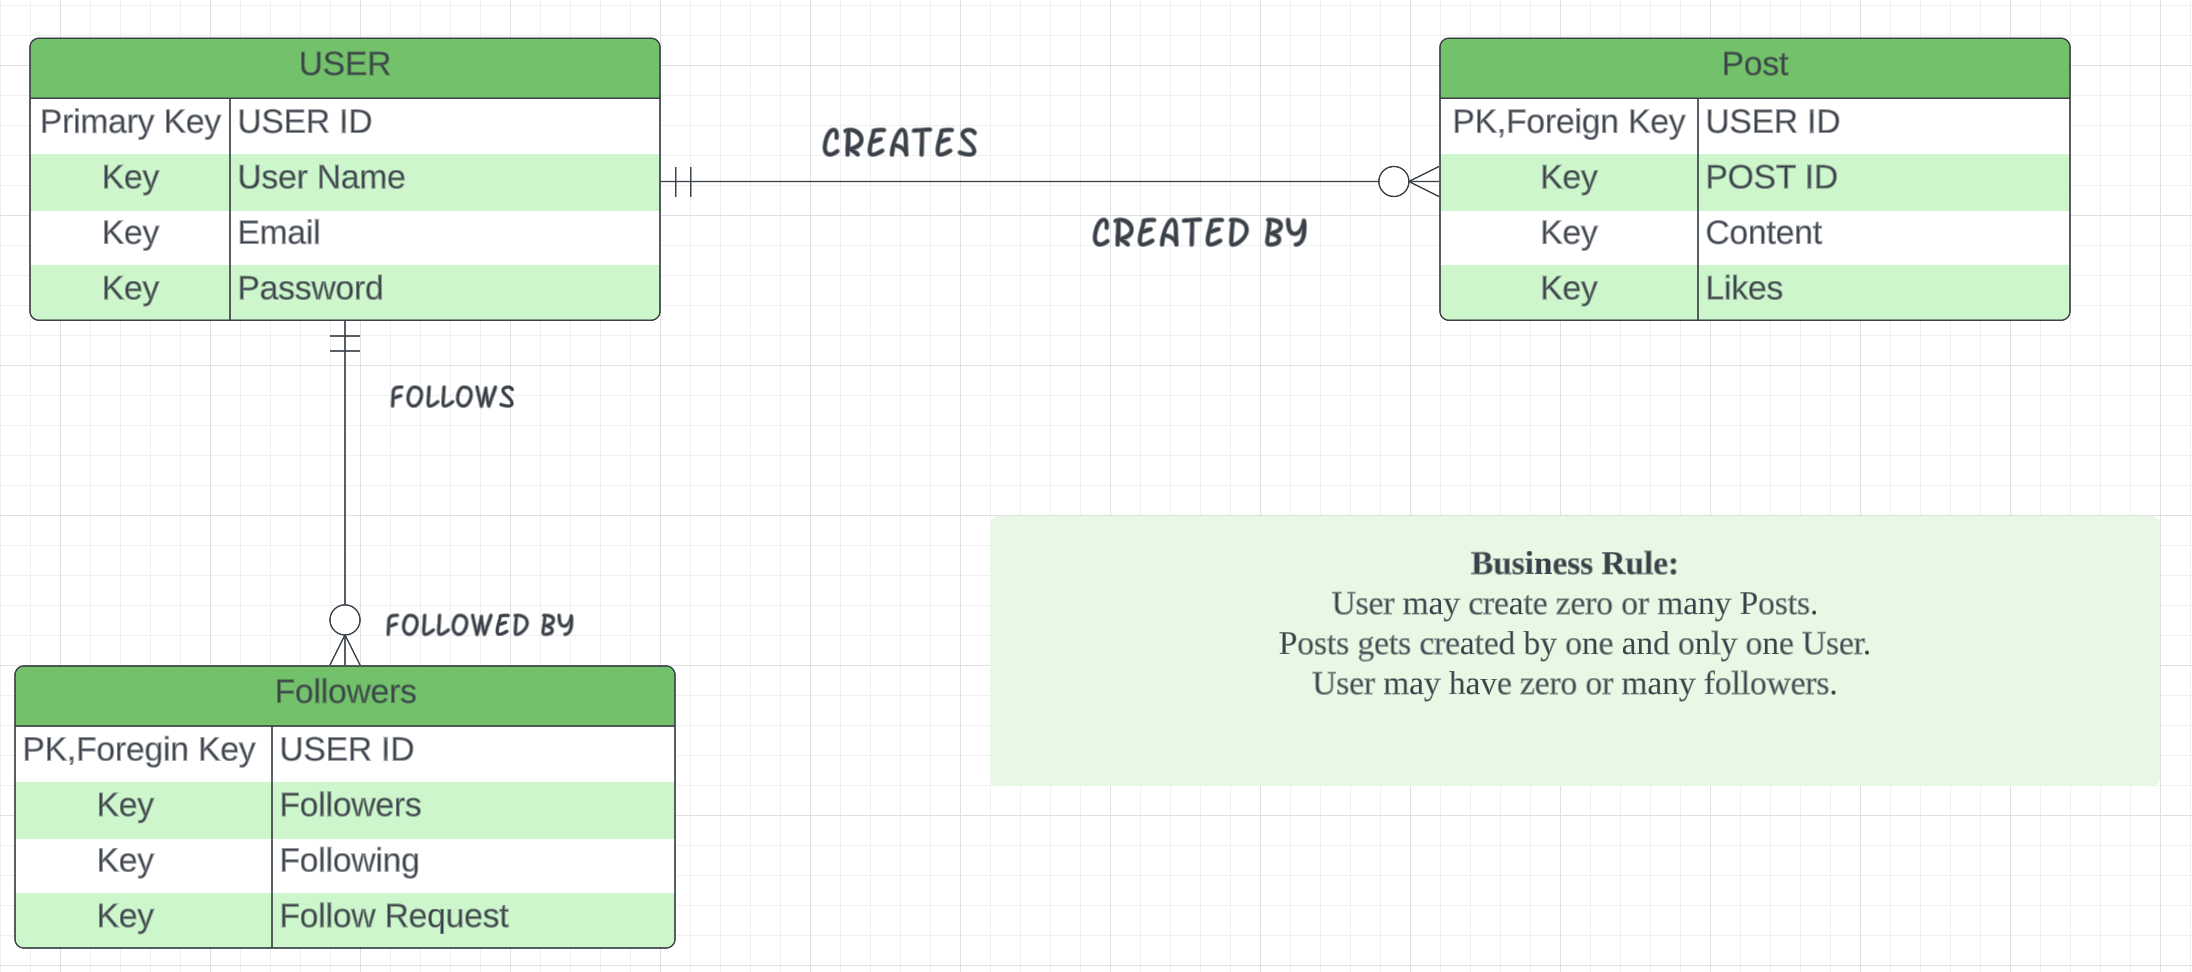 USER
Primary Key USER ID
Key User Name
Key Email
Key Password
CREATES
CREATED BY
Post
PK,Foreign Key USER ID
Key POST ID
Key Content
Key Likes
FOLLOWS
FOLLOWED BY
Followers
PK,Foregin Key USER ID
Key Followers
Key Following
Key Follow Request
Business Rule:
User may create zero or many Posts.
Posts gets created by one and only one User.
User may have zero or many followers.